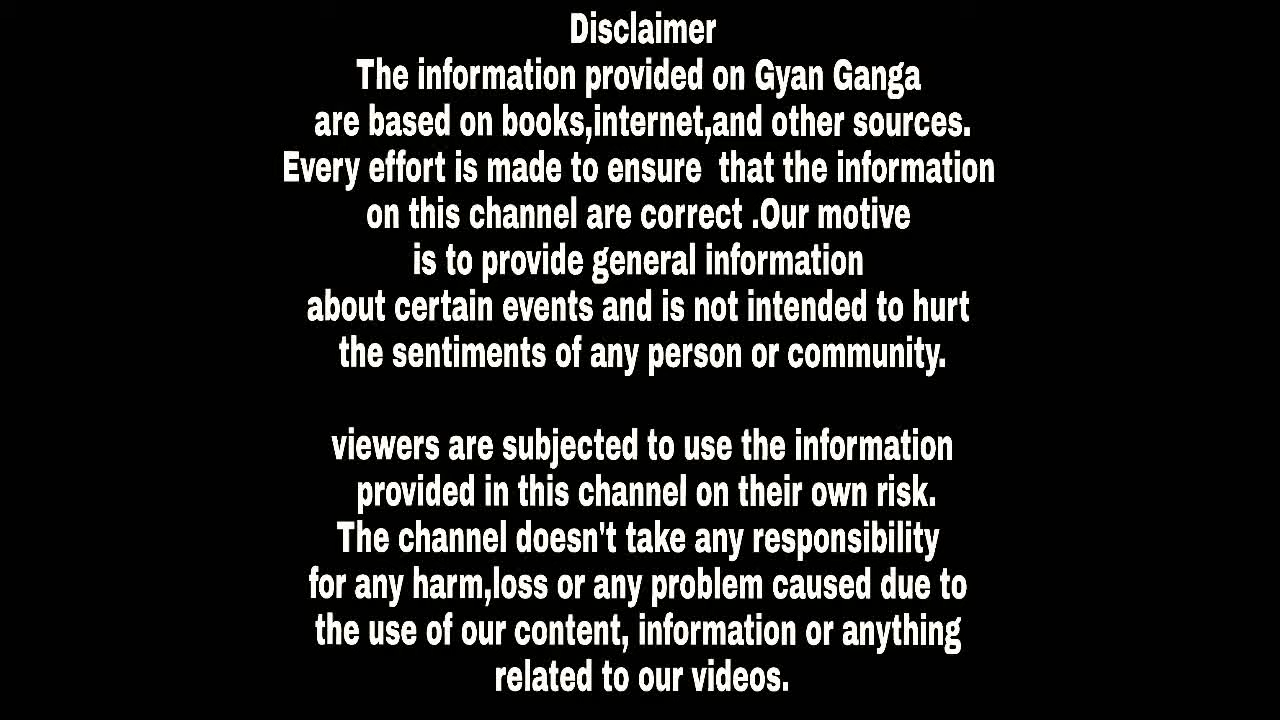 Disclaimer
The information provided on Gyan Ganga
are based on books,internet,and other sources.
Every effort is made to ensure  that the information
on this channel are correct .Our motive
is to provide general information
about certain events and is not intended to hurt
the sentiments of any person or community.
viewers are subjected to use the information
provided in this channel on their own risk.
The channel doesn't take any responsibility
for any harm,loss or any problem caused due to
the use of our content, information or anything
related to our videos.